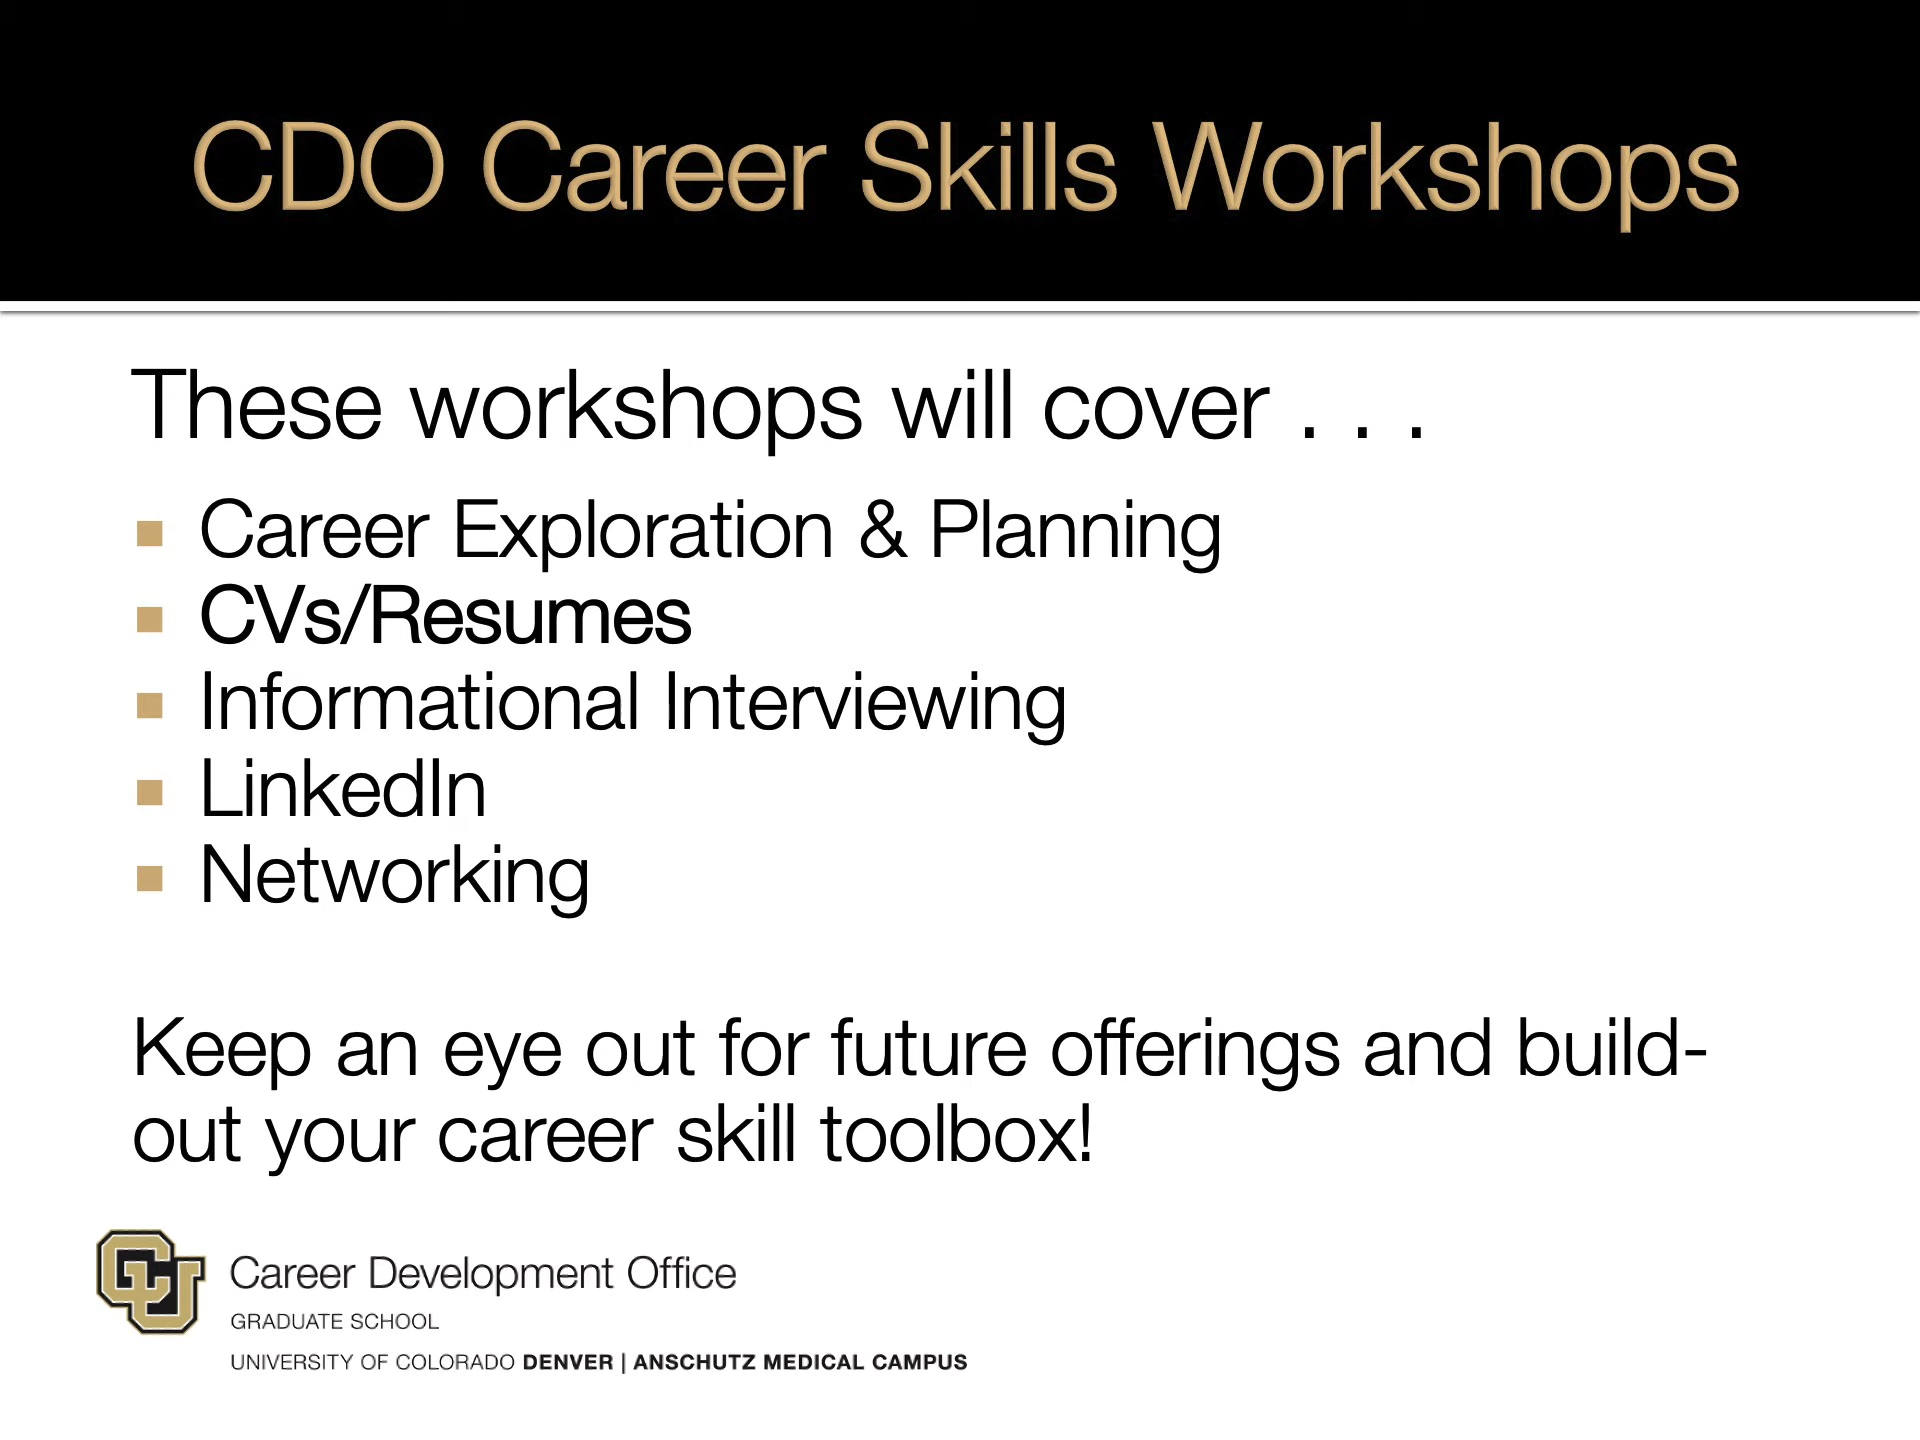 CDO Career Skills Workshops
These workshops will cover . . .
Career Exploration & Planning
CVs/Resumes
Informational Interviewing
LinkedIn
Networking
Keep an eye out for future offerings and build-
out your career skill toolbox!
CU
Career Development Office
GRADUATE SCHOOL
UNIVERSITY OF COLORADO DENVER | ANSCHUTZ MEDICAL CAMPUS